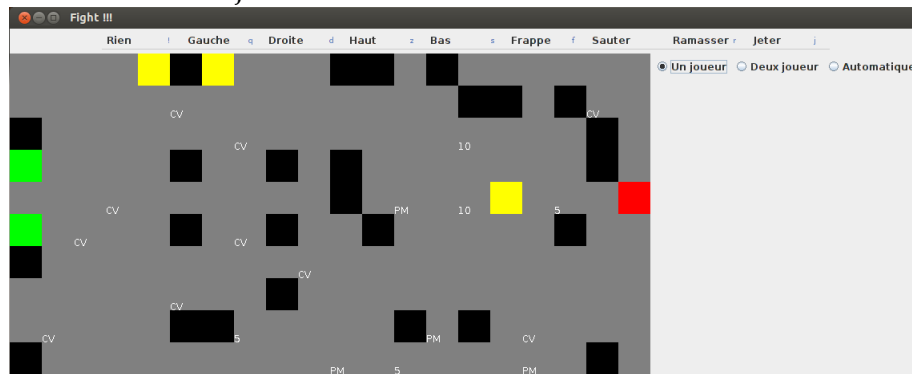 Fight !!!
Rien ! Gauche q Droite d Haut z Bas s Frappe f Sauter Ramasser r Jeter j
Un joueur Deux joueur Automatique
CV CV
CV 10
CV PM 10 5
CV CV
CV
CV
CV 5 PM CV
PM 5 PM